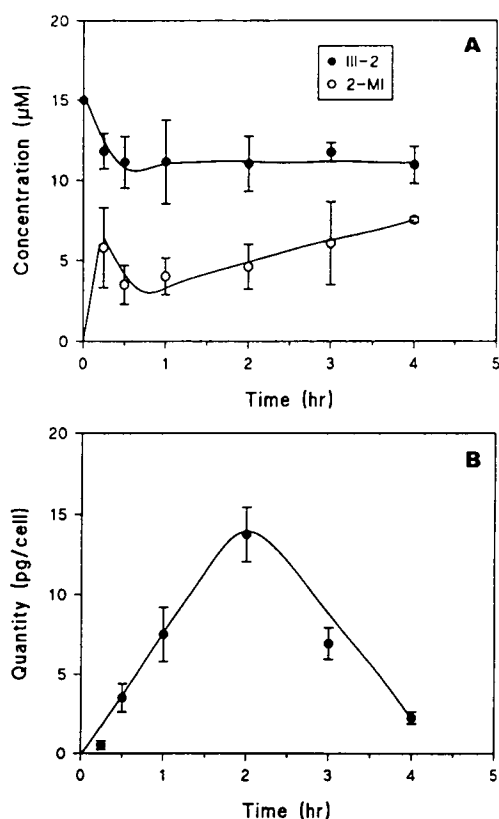 A
● III-2
○ 2-MI
Concentration (μM)
20
15
10
5
0
0 1 2 3 4 5
Time (hr)
B
Quantity (pg/cell)
20
15
10
5
0
0 1 2 3 4 5
Time (hr)